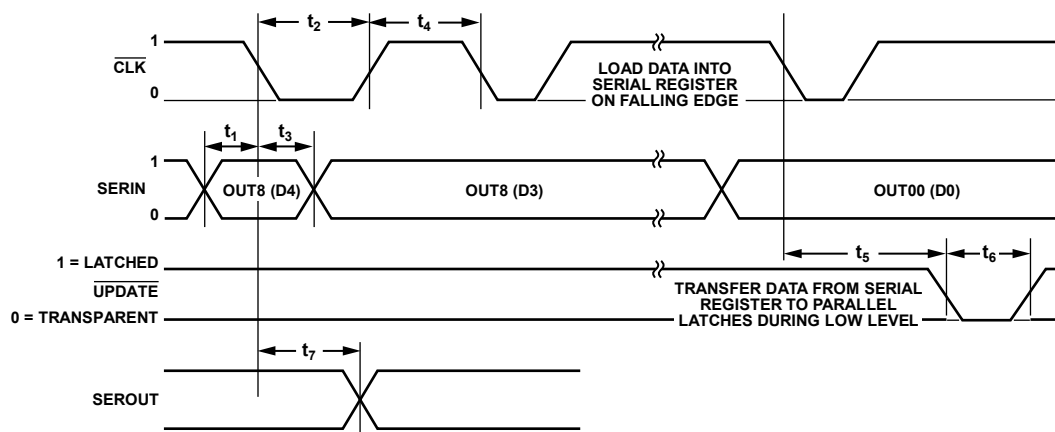 t2
t4
1
CLK
0
LOAD DATA INTO
SERIAL REGISTER
ON FALLING EDGE
t1
t3
1
SERIN
0
OUT8 (D4)
OUT8 (D3)
OUT00 (D0)
t5
t6
1 = LATCHED
UPDATE
0 = TRANSPARENT
TRANSFER DATA FROM SERIAL
REGISTER TO PARALLEL
LATCHES DURING LOW LEVEL
t7
SEROUT